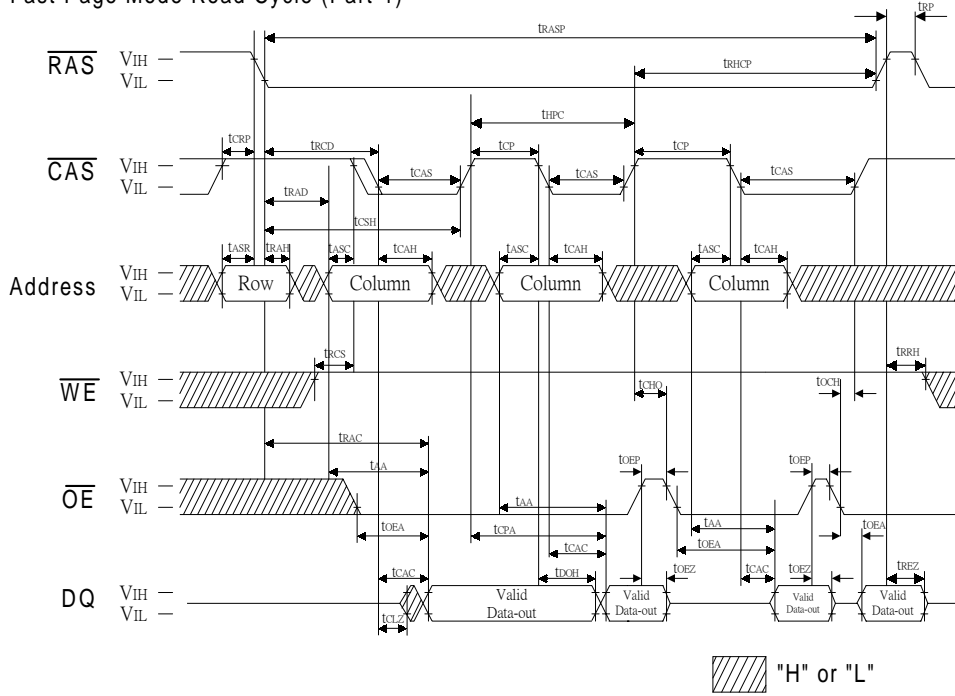 Fast Page Mode Read Cycle (Part-1)
tRP
tRASP
RAS VIH
VIL
tRHCP
tHPC
tCRP tRCD tCP tCP
CAS VIH
VIL
tCAS tCAS tCAS
tRAD
tCSH
tASR tRAH tASC tCAH tASC tCAH tASC tCAH
Address VIH
VIL
Row Column Column Column
tRCS tRRH
WE VIH
VIL
tCHO tOCH
tRAC
tAA tOEP tOEP
OE VIH
VIL
tAA tAA tOEA
tOEA tCPA tOEA
tCAC tCAC tDOH tOEZ tCAC tOEZ tREZ
DQ VIH
VIL
Valid Data-out Valid Data-out Valid Data-out Valid Data-out
tCLZ
"H" or "L"